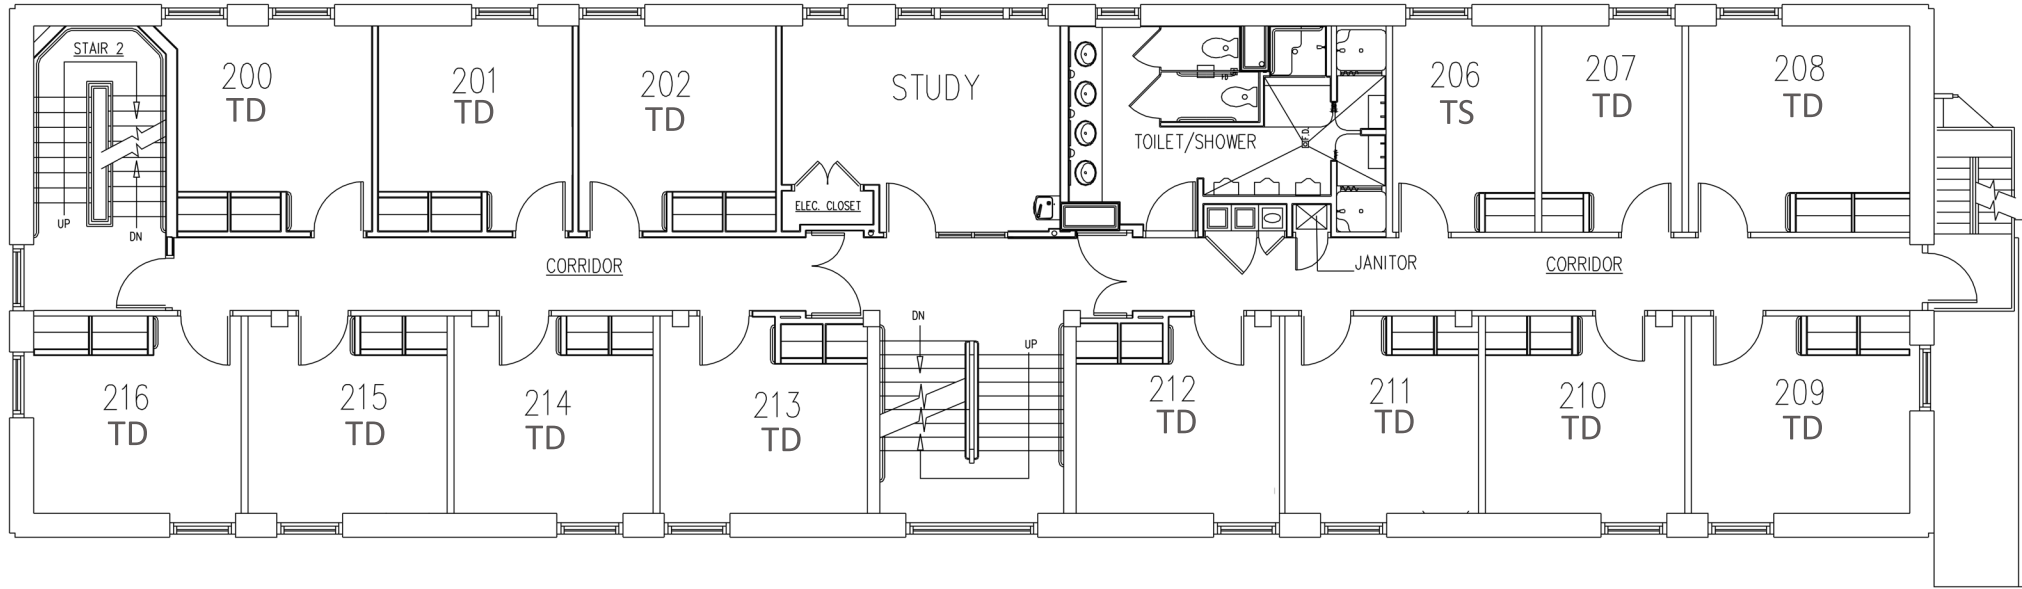 STAIR 2
UP
DN
200
TD
201
TD
202
TD
STUDY
ELEC. CLOSET
TOILET/SHOWER
F.D.
206
TS
207
TD
208
TD
CORRIDOR
JANITOR
CORRIDOR
216
TD
215
TD
214
TD
213
TD
DN
UP
212
TD
211
TD
210
TD
209
TD